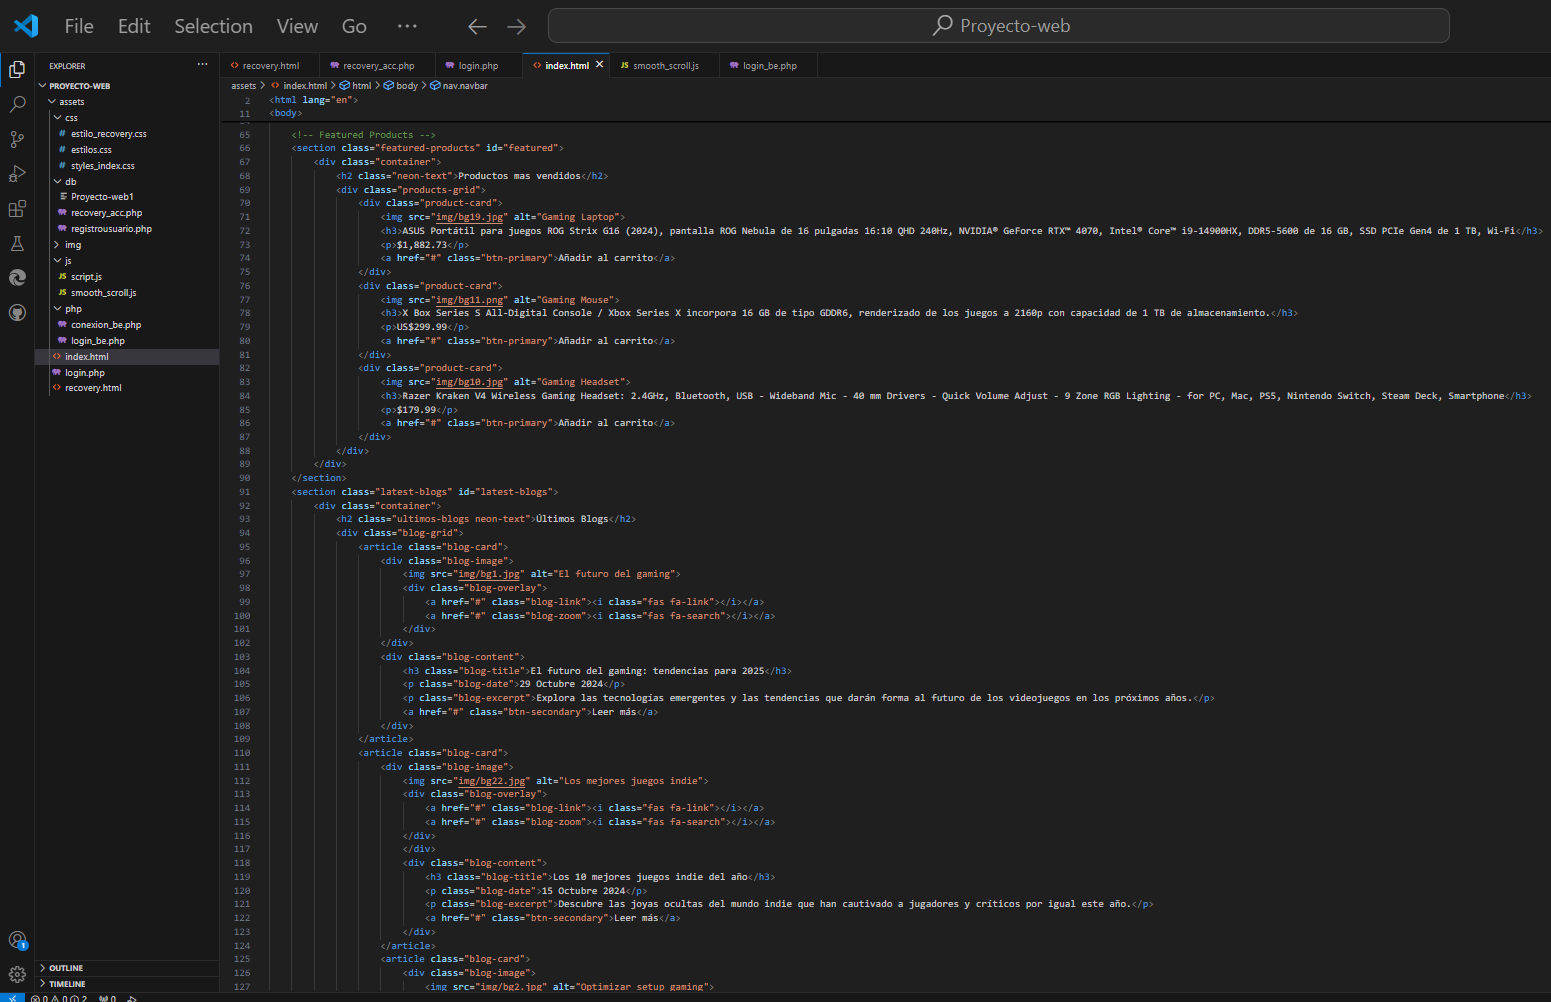 File Edit Selection View Go ··· Proyecto-web
EXPLORER ···
PROYECTO-WEB
assets
css
# estilo_recovery.css
# estilos.css
# styles_index.css
db
Proyecto-web1
recovery_acc.php
registrousuario.php
img
js
JS script.js
JS smooth_scroll.js
php
conexion_be.php
login_be.php
<> index.html
login.php
<> recovery.html
OUTLINE
TIMELINE
<> recovery.html recovery_acc.php login.php <> index.html × JS smooth_scroll.js login_be.php
assets > <> index.html > html > body > nav.navbar
2 <html lang="en">
11 <body>
65 <!-- Featured Products -->
66 <section class="featured-products" id="featured">
67 <div class="container">
68 <h2 class="neon-text">Productos mas vendidos</h2>
69 <div class="products-grid">
70 <div class="product-card">
71 <img src="img/bg19.jpg" alt="Gaming Laptop">
72 <h3>ASUS Portátil para juegos ROG Strix G16 (2024), pantalla ROG Nebula de 16 pulgadas 16:10 QHD 240Hz, NVIDIA® GeForce RTX™ 4070, Intel® Core™ i9-14900HX, DDR5-5600 de 16 GB, SSD PCIe Gen4 de 1 TB, Wi-Fi</h3>
73 <p>$1,882.73</p>
74 <a href="#" class="btn-primary">Añadir al carrito</a>
75 </div>
76 <div class="product-card">
77 <img src="img/bg11.png" alt="Gaming Mouse">
78 <h3>X Box Series S All-Digital Console / Xbox Series X incorpora 16 GB de tipo GDDR6, renderizado de los juegos a 2160p con capacidad de 1 TB de almacenamiento.</h3>
79 <p>US$299.99</p>
80 <a href="#" class="btn-primary">Añadir al carrito</a>
81 </div>
82 <div class="product-card">
83 <img src="img/bg10.jpg" alt="Gaming Headset">
84 <h3>Razer Kraken V4 Wireless Gaming Headset: 2.4GHz, Bluetooth, USB - Wideband Mic - 40 mm Drivers - Quick Volume Adjust - 9 Zone RGB Lighting - for PC, Mac, PS5, Nintendo Switch, Steam Deck, Smartphone</h3>
85 <p>$179.99</p>
86 <a href="#" class="btn-primary">Añadir al carrito</a>
87 </div>
88 </div>
89 </div>
90 </section>
91 <section class="latest-blogs" id="latest-blogs">
92 <div class="container">
93 <h2 class="ultimos-blogs neon-text">Últimos Blogs</h2>
94 <div class="blog-grid">
95 <article class="blog-card">
96 <div class="blog-image">
97 <img src="img/bg1.jpg" alt="El futuro del gaming">
98 <div class="blog-overlay">
99 <a href="#" class="blog-link"><i class="fas fa-link"></i></a>
100 <a href="#" class="blog-zoom"><i class="fas fa-search"></i></a>
101 </div>
102 </div>
103 <div class="blog-content">
104 <h3 class="blog-title">El futuro del gaming: tendencias para 2025</h3>
105 <p class="blog-date">29 Octubre 2024</p>
106 <p class="blog-excerpt">Explora las tecnologías emergentes y las tendencias que darán forma al futuro de los videojuegos en los próximos años.</p>
107 <a href="#" class="btn-secondary">Leer más</a>
108 </div>
109 </article>
110 <article class="blog-card">
111 <div class="blog-image">
112 <img src="img/bg22.jpg" alt="Los mejores juegos indie">
113 <div class="blog-overlay">
114 <a href="#" class="blog-link"><i class="fas fa-link"></i></a>
115 <a href="#" class="blog-zoom"><i class="fas fa-search"></i></a>
116 </div>
117 </div>
118 <div class="blog-content">
119 <h3 class="blog-title">Los 10 mejores juegos indie del año</h3>
120 <p class="blog-date">15 Octubre 2024</p>
121 <p class="blog-excerpt">Descubre las joyas ocultas del mundo indie que han cautivado a jugadores y críticos por igual este año.</p>
122 <a href="#" class="btn-secondary">Leer más</a>
123 </div>
124 </article>
125 <article class="blog-card">
126 <div class="blog-image">
127 <img src="img/bg2.jpg" alt="Optimizar setup gaming">
1
0 0 2 0